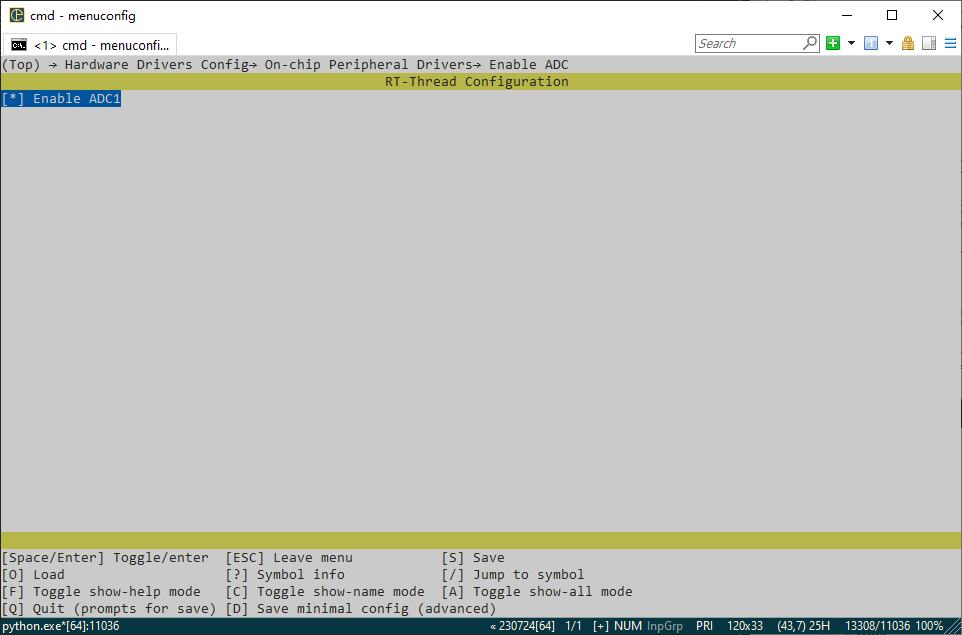 cmd - menuconfig
<1> cmd - menuconfi...
Search
(Top) → Hardware Drivers Config→ On-chip Peripheral Drivers→ Enable ADC
RT-Thread Configuration
[*] Enable ADC1
[Space/Enter] Toggle/enter [ESC] Leave menu [S] Save
[O] Load [?] Symbol info [/] Jump to symbol
[F] Toggle show-help mode [C] Toggle show-name mode [A] Toggle show-all mode
[Q] Quit (prompts for save) [D] Save minimal config (advanced)
python.exe*[64]:11036 « 230724[64] 1/1 [+] NUM InpGrp PRI 120x33 (43,7) 25H 13308/11036 100%